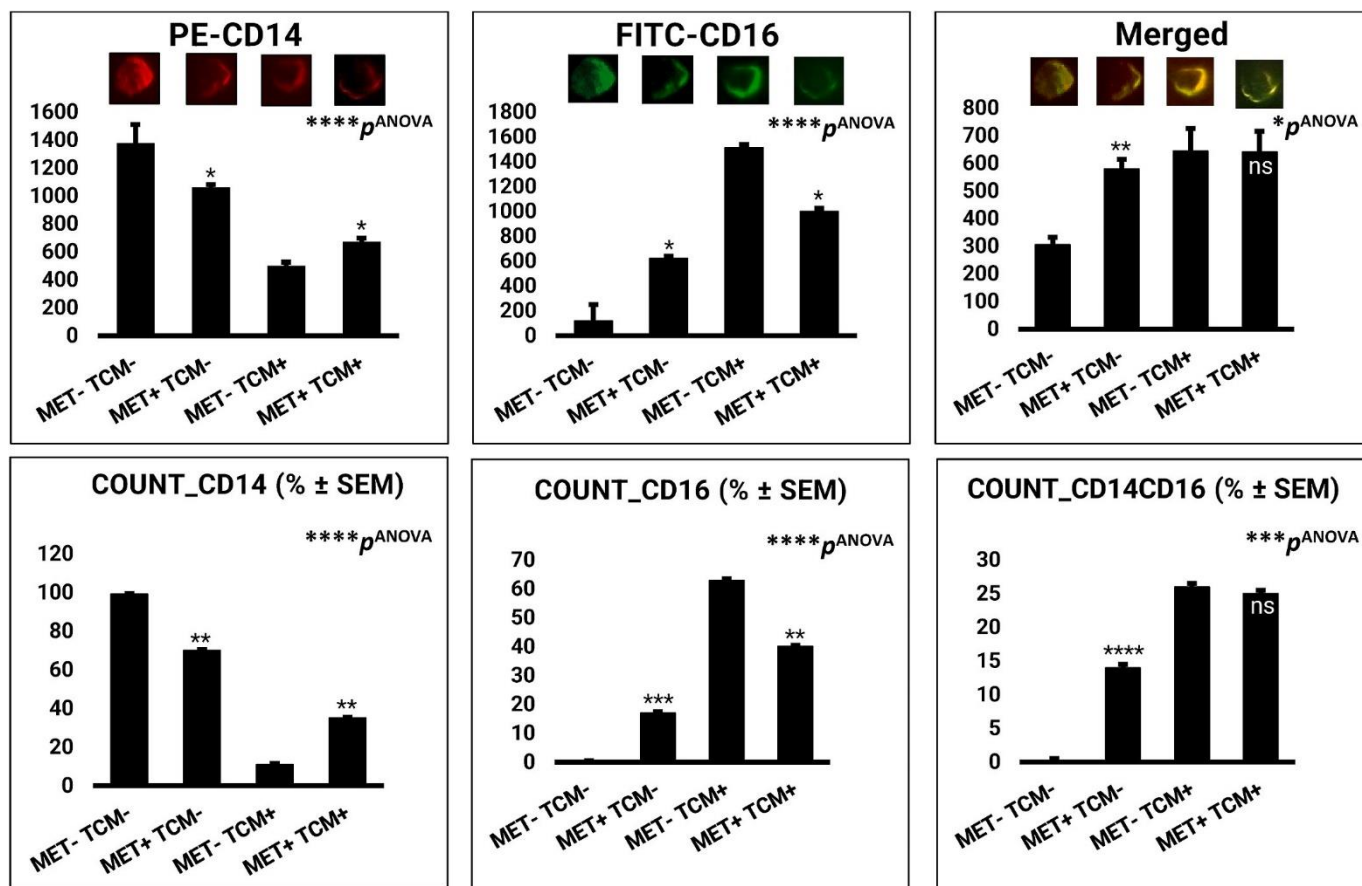 PE-CD14
****pANOVA
1600
1400
1200
1000
800
600
400
200
0
*
*
MET- TCM-
MET+ TCM-
MET- TCM+
MET+ TCM+
FITC-CD16
****pANOVA
1800
1600
1400
1200
1000
800
600
400
200
0
*
*
MET- TCM-
MET+ TCM-
MET- TCM+
MET+ TCM+
Merged
*pANOVA
800
700
600
500
400
300
200
100
0
**
ns
MET- TCM-
MET+ TCM-
MET- TCM+
MET+ TCM+
COUNT_CD14 (% ± SEM)
****pANOVA
120
100
80
60
40
20
0
**
**
MET- TCM-
MET+ TCM-
MET- TCM+
MET+ TCM+
COUNT_CD16 (% ± SEM)
****pANOVA
70
60
50
40
30
20
10
0
***
**
MET- TCM-
MET+ TCM-
MET- TCM+
MET+ TCM+
COUNT_CD14CD16 (% ± SEM)
***pANOVA
30
25
20
15
10
5
0
****
ns
MET- TCM-
MET+ TCM-
MET- TCM+
MET+ TCM+